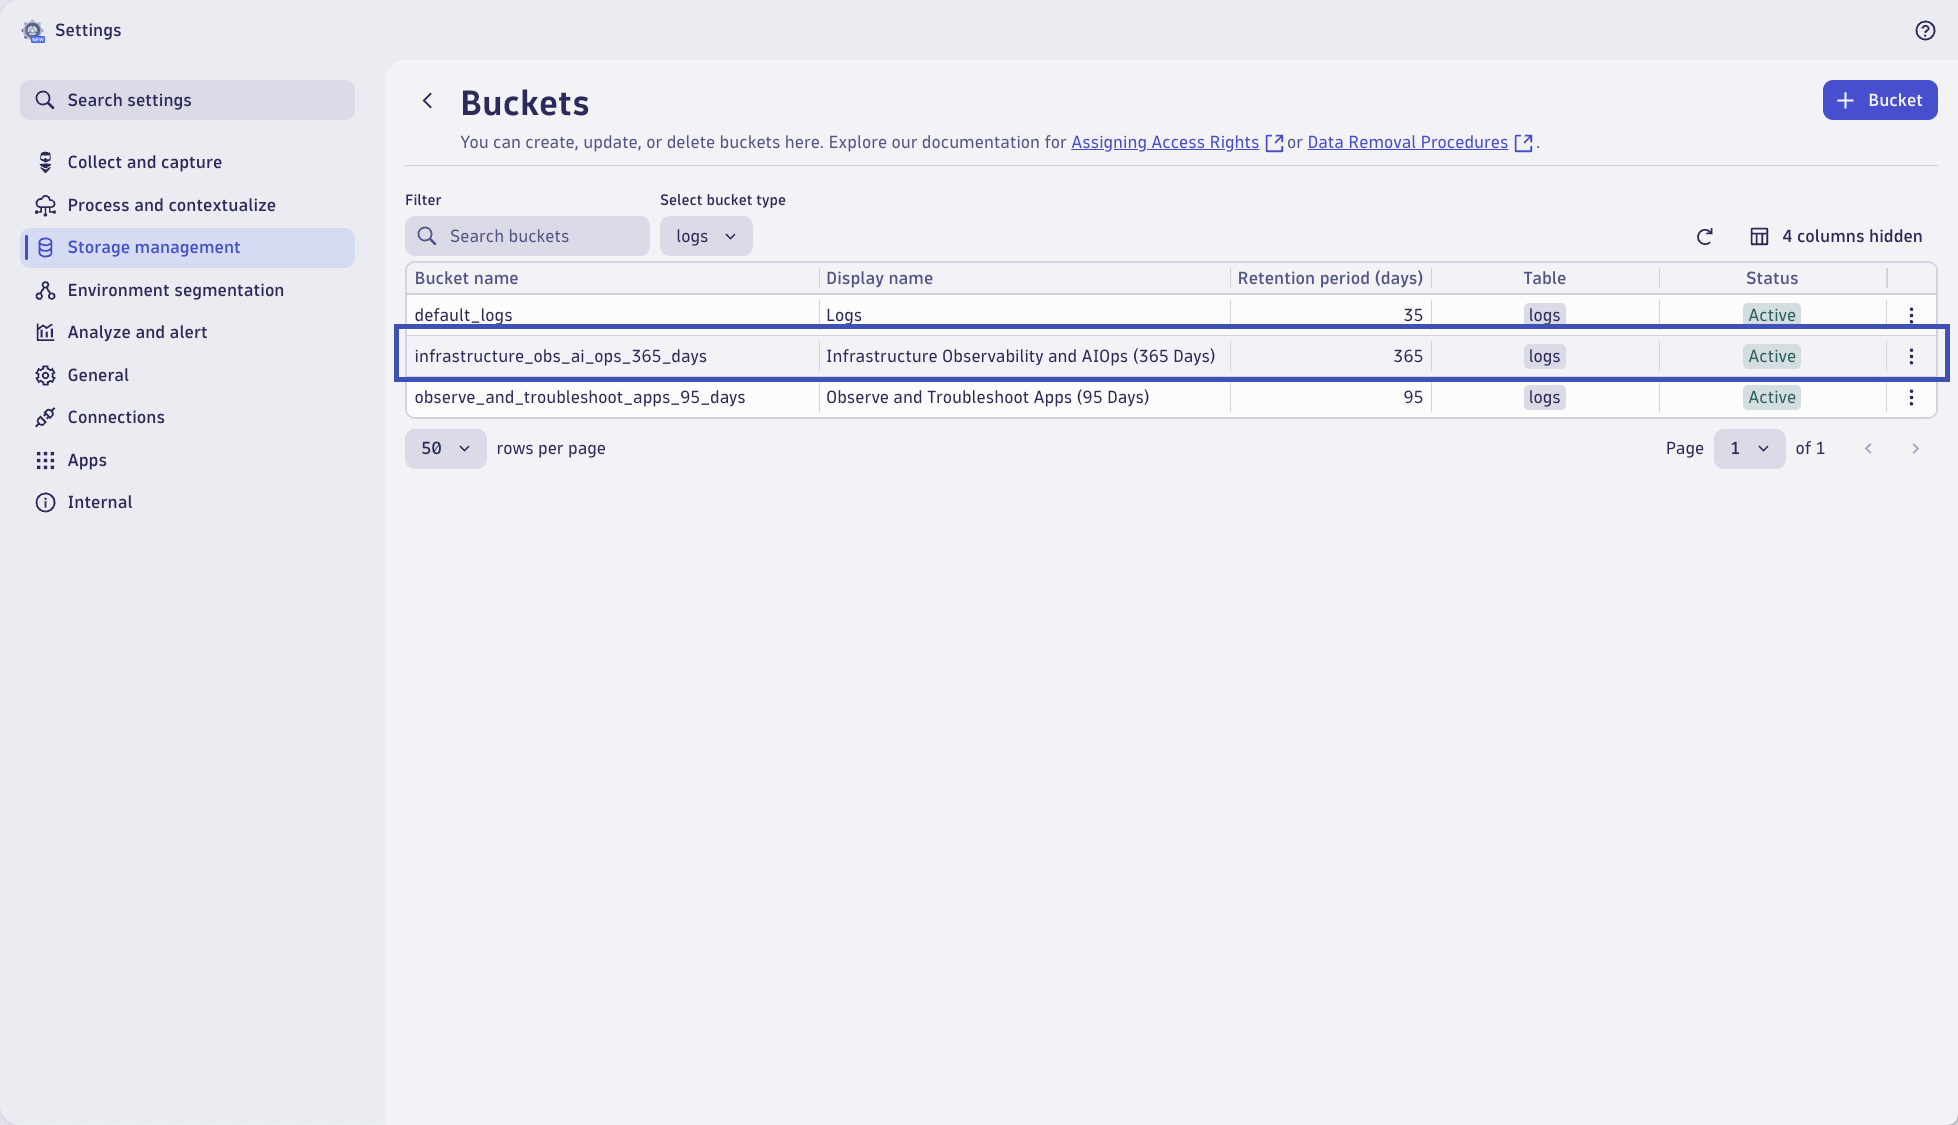 Settings
Search settings
Collect and capture
Process and contextualize
Storage management
Environment segmentation
Analyze and alert
General
Connections
Apps
Internal
Buckets
Bucket
You can create, update, or delete buckets here. Explore our documentation for Assigning Access Rights or Data Removal Procedures .
Filter
Select bucket type
Search buckets
logs
4 columns hidden
Bucket name Display name Retention period (days) Table Status
default_logs Logs 35 logs Active
infrastructure_obs_ai_ops_365_days Infrastructure Observability and AIOps (365 Days) 365 logs Active
observe_and_troubleshoot_apps_95_days Observe and Troubleshoot Apps (95 Days) 95 logs Active
50 rows per page
Page 1 of 1